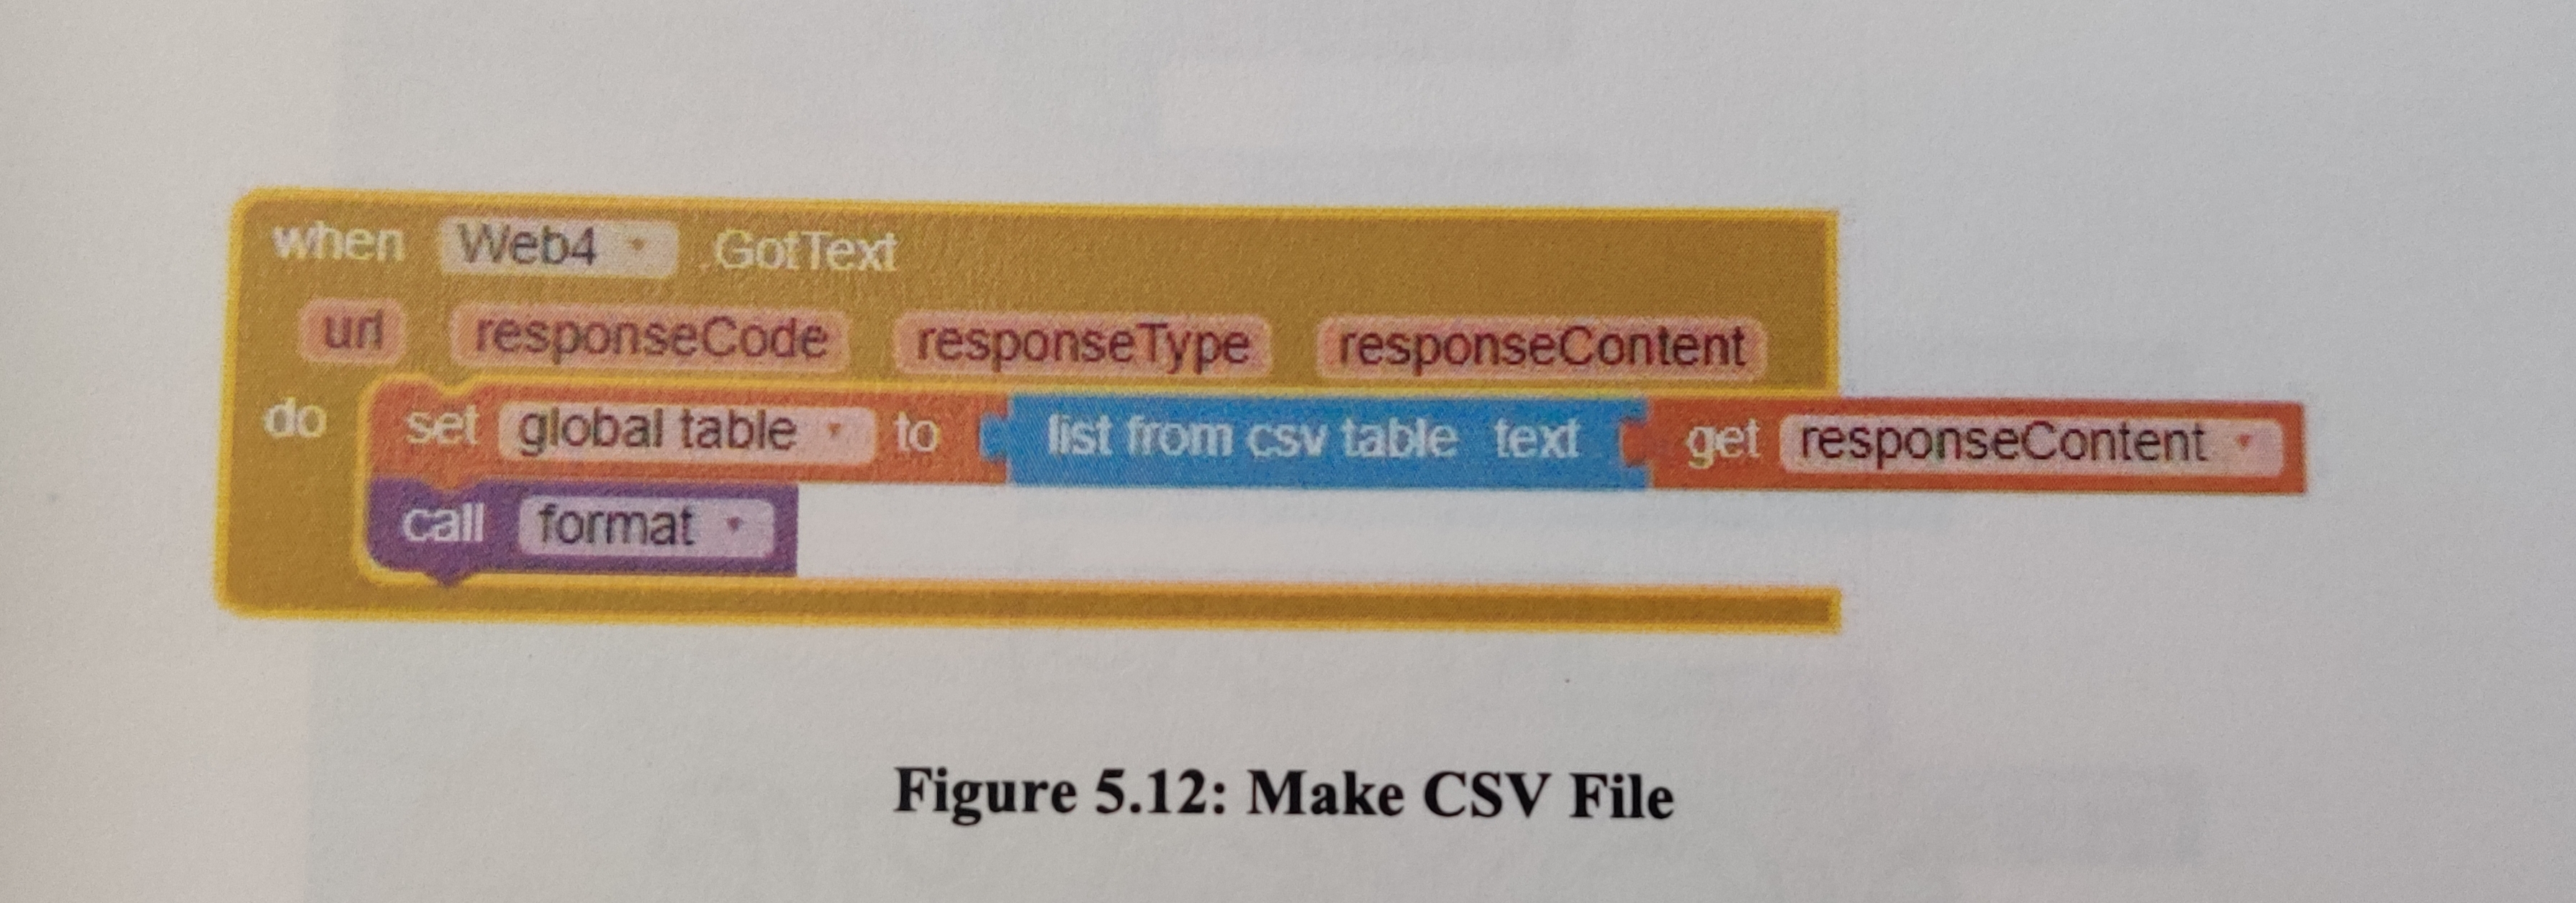 when Web4 .GotText
url responseCode responseType responseContent
do set global table to list from csv table text get responseContent
call format
Figure 5.12: Make CSV File